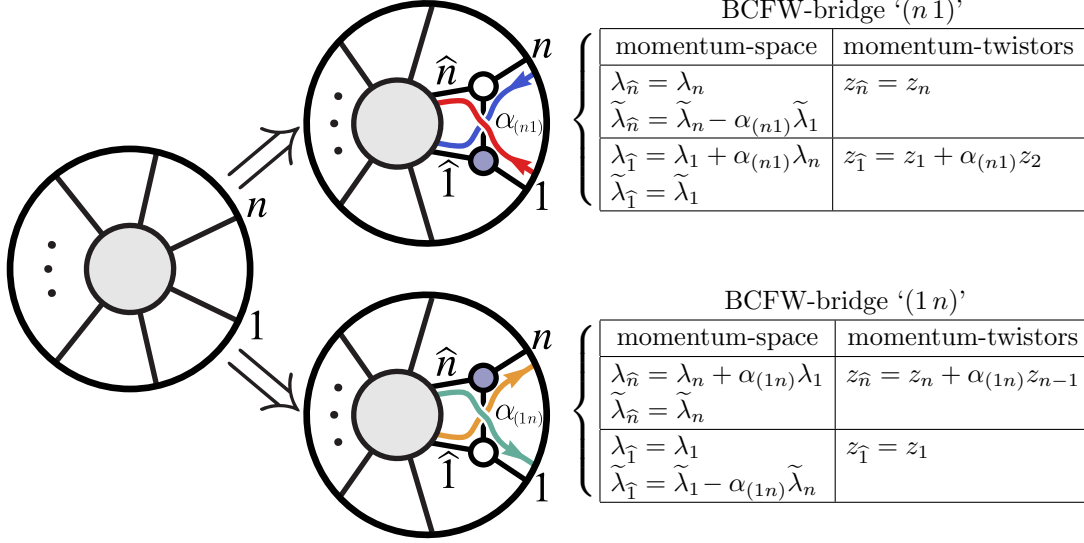 n
1
n
n̂
α₍ₙ₁₎
1̂
1
BCFW-bridge ‘(n 1)’
momentum-space momentum-twistors
λ_n̂ = λ_n z_n̂ = z_n
λ̃_n̂ = λ̃_n − α_(n1) λ̃_1
λ_1̂ = λ_1 + α_(n1) λ_n z_1̂ = z_1 + α_(n1) z_2
λ̃_1̂ = λ̃_1
n
n̂
α₍₁ₙ₎
1̂
1
BCFW-bridge ‘(1 n)’
momentum-space momentum-twistors
λ_n̂ = λ_n + α_(1n) λ_1 z_n̂ = z_n + α_(1n) z_{n−1}
λ̃_n̂ = λ̃_n
λ_1̂ = λ_1 z_1̂ = z_1
λ̃_1̂ = λ̃_1 − α_(1n) λ̃_n